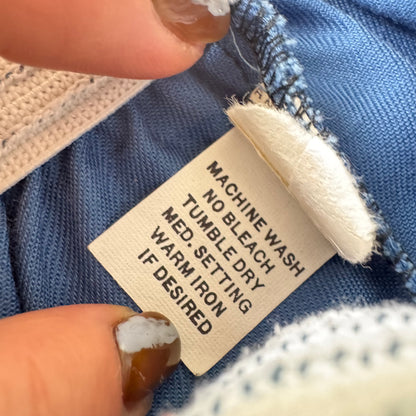 MACHINE WASH
NO BLEACH
TUMBLE DRY
MED. SETTING
WARM IRON
IF DESIRED